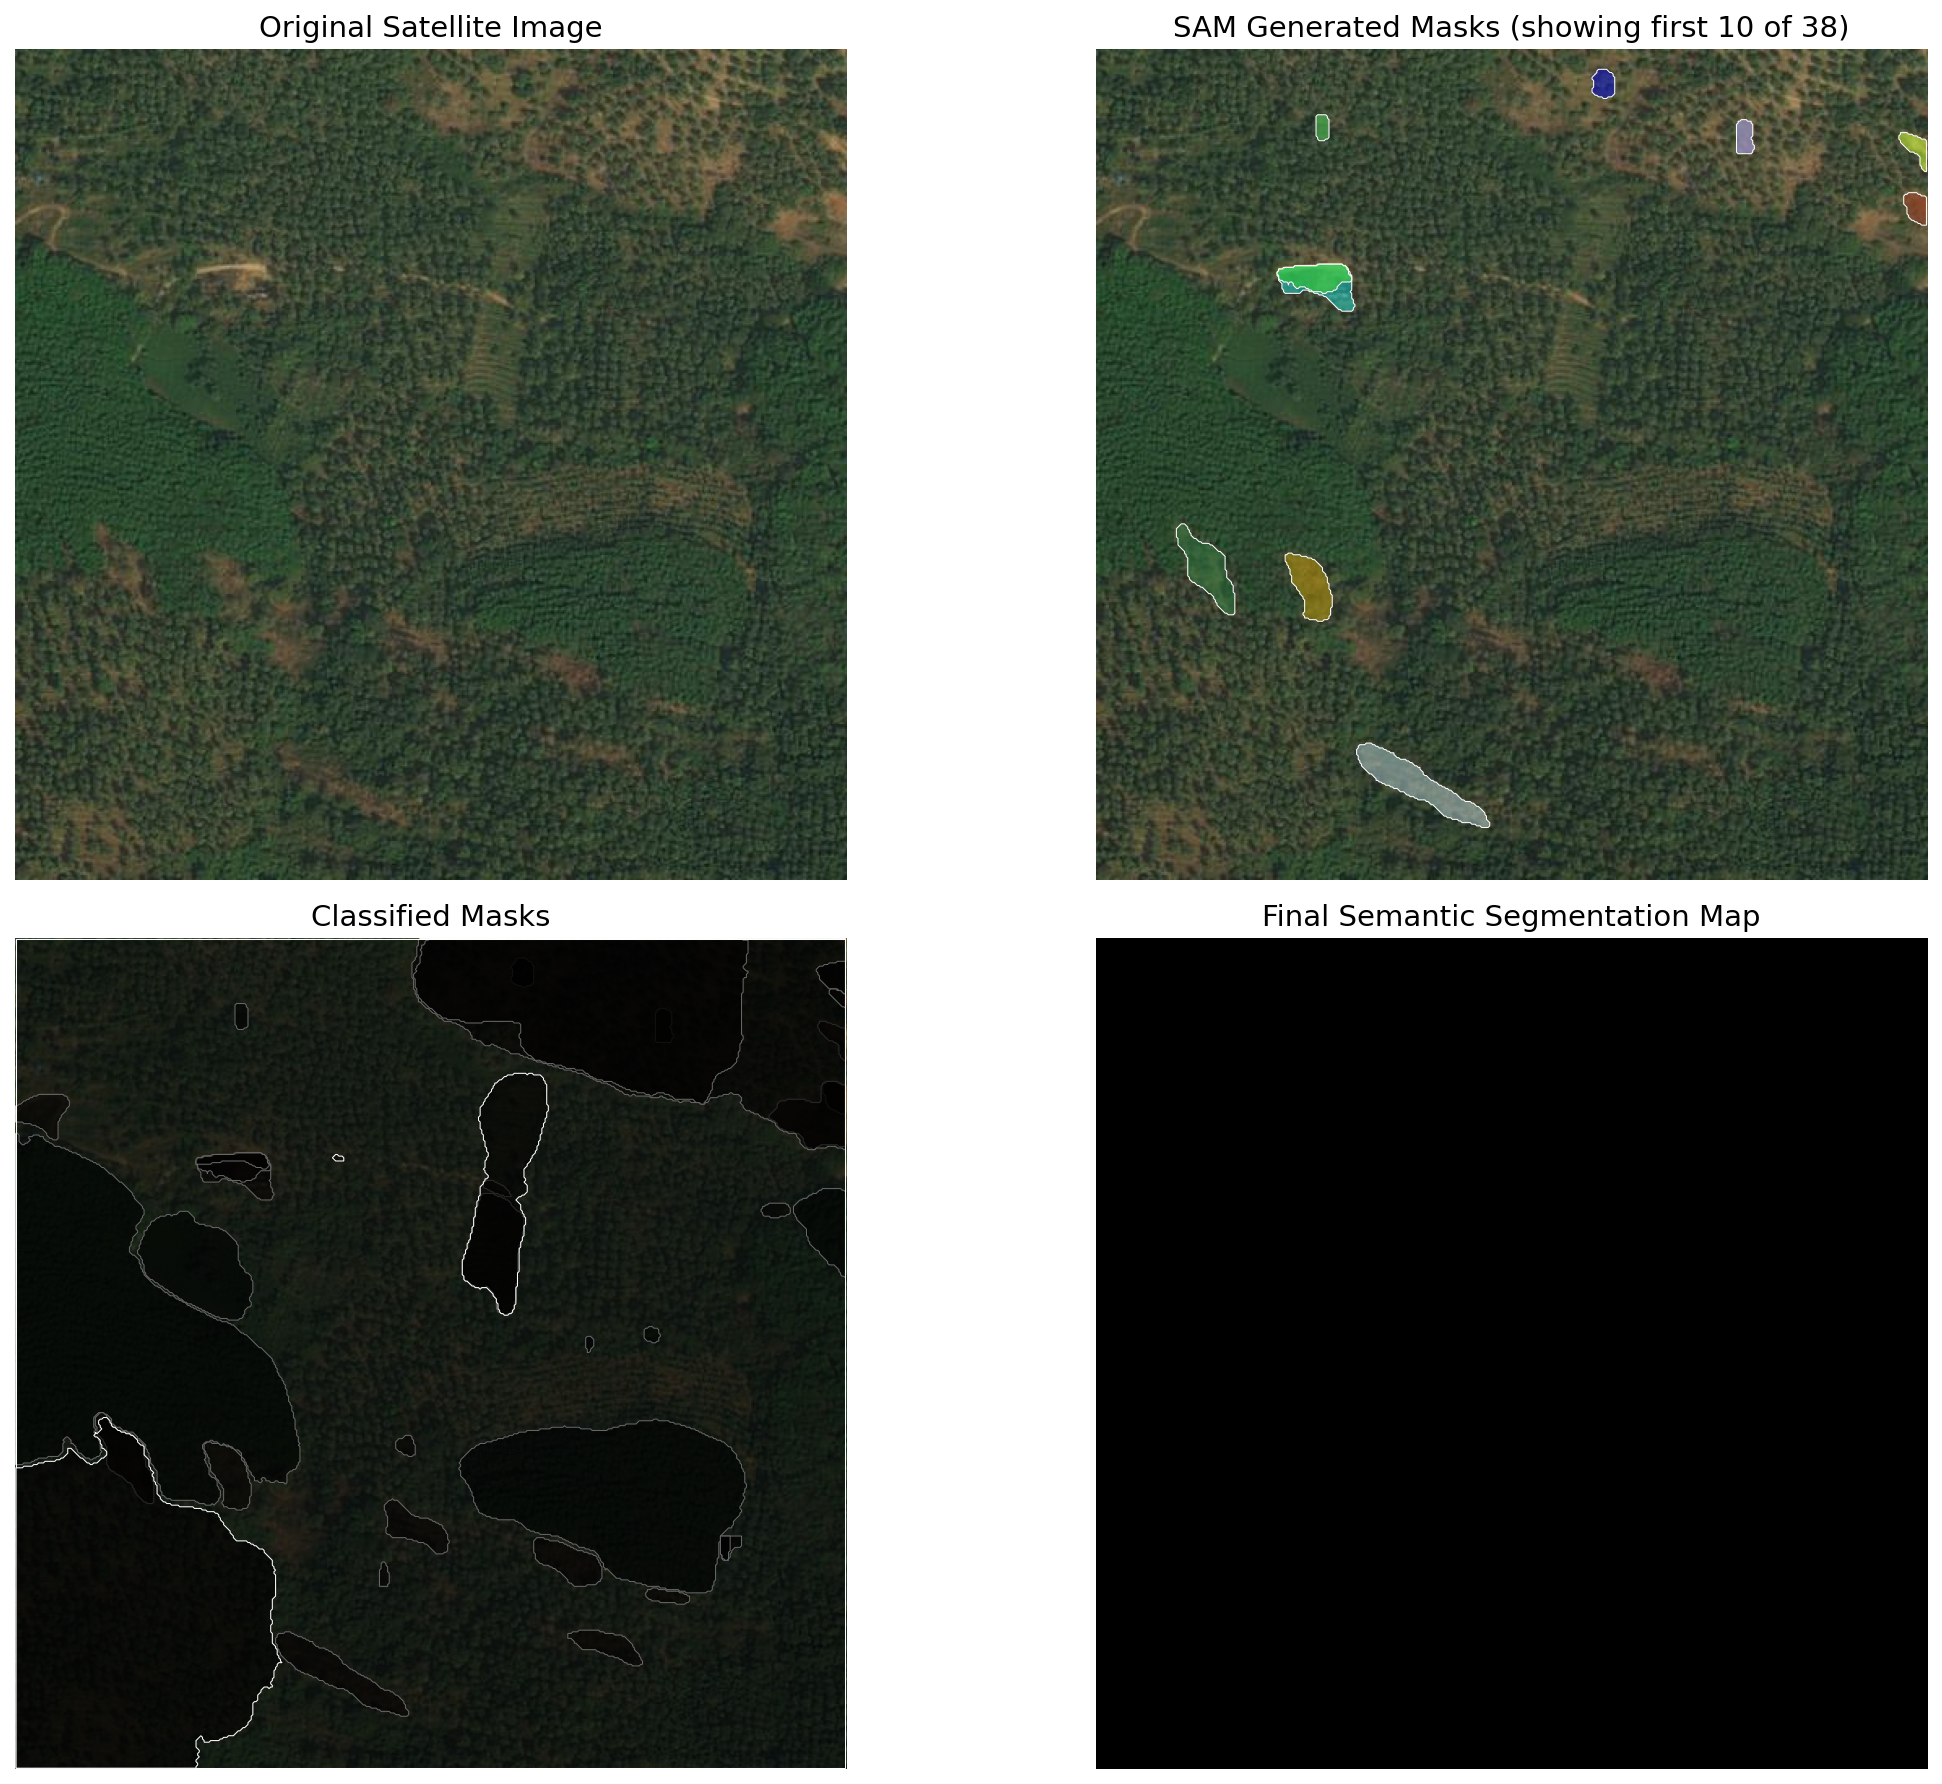 Original Satellite Image
SAM Generated Masks (showing first 10 of 38)
Classified Masks
Final Semantic Segmentation Map